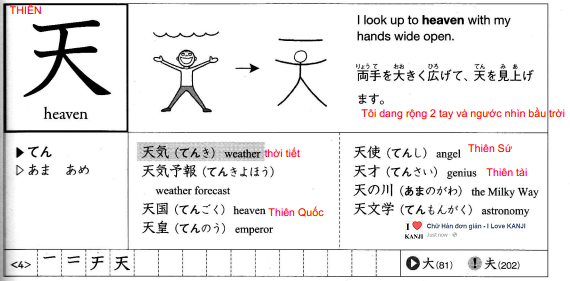 THIÊN
天
heaven
I look up to heaven with my
hands wide open.
両手を大きく広げて、天を見上げ
ます。
りょう て おお ひろ てん み あ
Tôi dang rộng 2 tay và ngước nhìn bầu trời
▶てん
▷あま あめ
天気（てんき） weather thời tiết
天気予報（てんきよほう）
weather forecast
天国（てんごく） heaven Thiên Quốc
天皇（てんのう） emperor
天使（てんし） angel Thiên Sứ
天才（てんさい） genius Thiên tài
天の川（あまのがわ） the Milky Way
天文学（てんもんがく） astronomy
I ❤ KANJI
Chữ Hán đơn giản - I Love KANJI
Just now
<4> 一 二 チ 天
大(81) 夫(202)